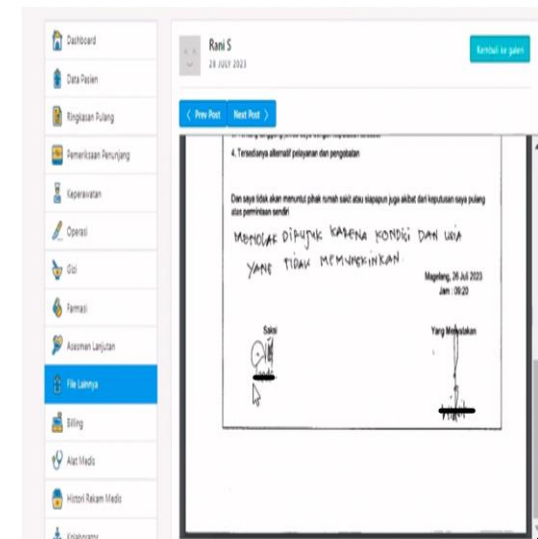 Dashboard
Data Pasien
Ringkasan Pulang
Pemeriksaan Penunjang
Keperawatan
Operasi
Gizi
Farmasi
Asesmen Lanjutan
File Lainnya
Billing
Alat Medis
Histori Rekam Medis
Rani S
28 JULY 2023
Kembali ke galeri
< Prev Post
Next Post >
4. Tersedianya alternatif pelayanan dan pengobatan
Dan saya tidak akan menuntut pihak rumah sakit atau siapapun juga akibat dari keputusan saya pulang
atas permintaan sendiri
MENOLAK DIRUJUK KARENA KONDISI DAN USIA
YANG TIDAK MEMUNGKINKAN.
Magelang, 26 Juli 2023
Jam : 09:20
Saksi
Yang Menyatakan